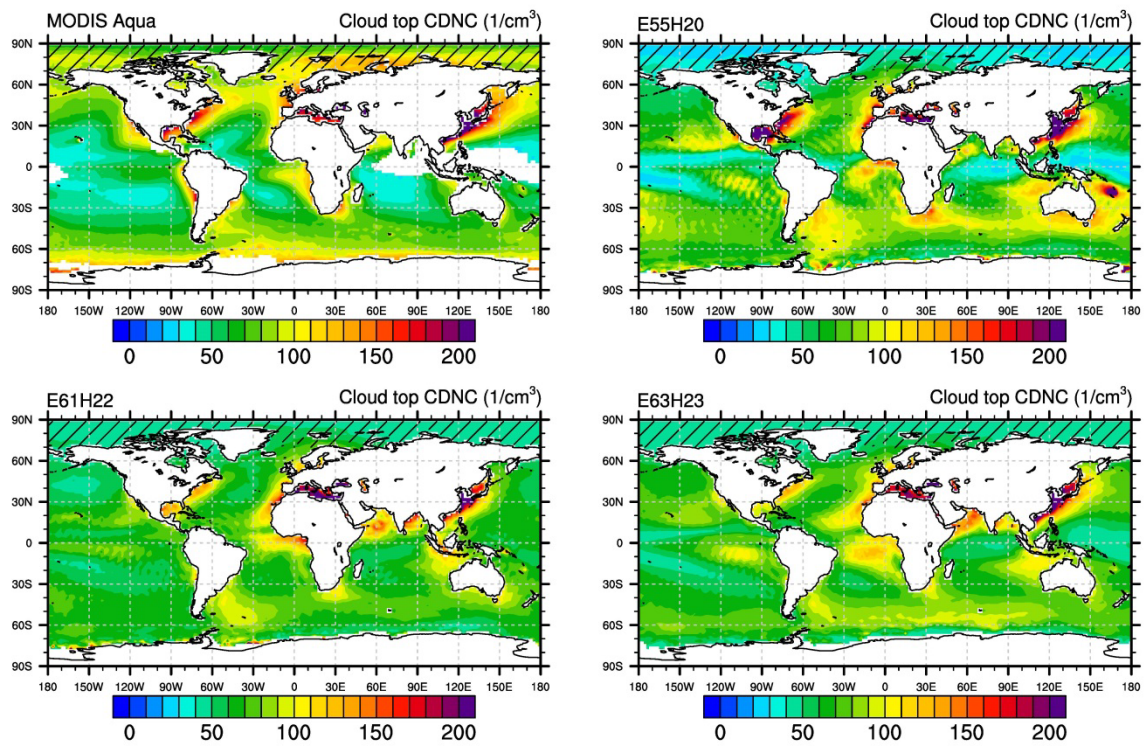 MODIS Aqua Cloud top CDNC (1/cm³)
90N
60N
30N
0
30S
60S
90S
180 150W 120W 90W 60W 30W 0 30E 60E 90E 120E 150E 180
0 50 100 150 200
E55H20 Cloud top CDNC (1/cm³)
90N
60N
30N
0
30S
60S
90S
180 150W 120W 90W 60W 30W 0 30E 60E 90E 120E 150E 180
0 50 100 150 200
E61H22 Cloud top CDNC (1/cm³)
90N
60N
30N
0
30S
60S
90S
180 150W 120W 90W 60W 30W 0 30E 60E 90E 120E 150E 180
0 50 100 150 200
E63H23 Cloud top CDNC (1/cm³)
90N
60N
30N
0
30S
60S
90S
180 150W 120W 90W 60W 30W 0 30E 60E 90E 120E 150E 180
0 50 100 150 200